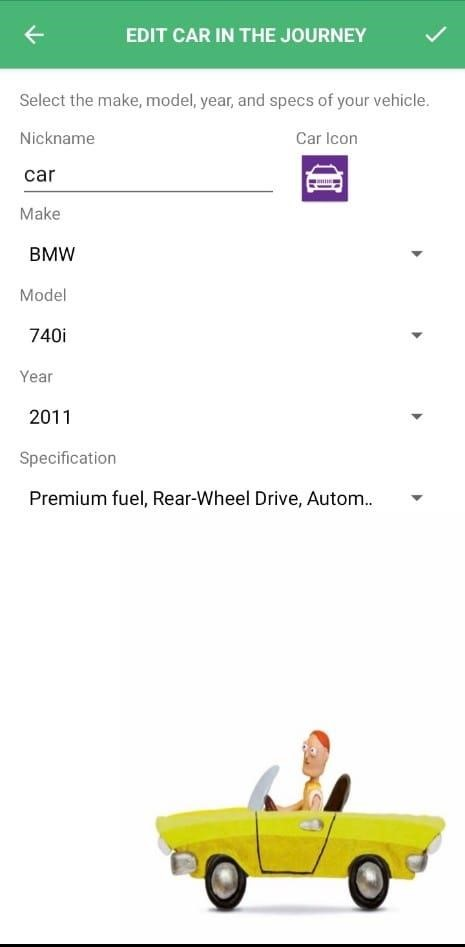 EDIT CAR IN THE JOURNEY
Select the make, model, year, and specs of your vehicle.
Nickname
Car Icon
car
Make
BMW
Model
740i
Year
2011
Specification
Premium fuel, Rear-Wheel Drive, Autom..